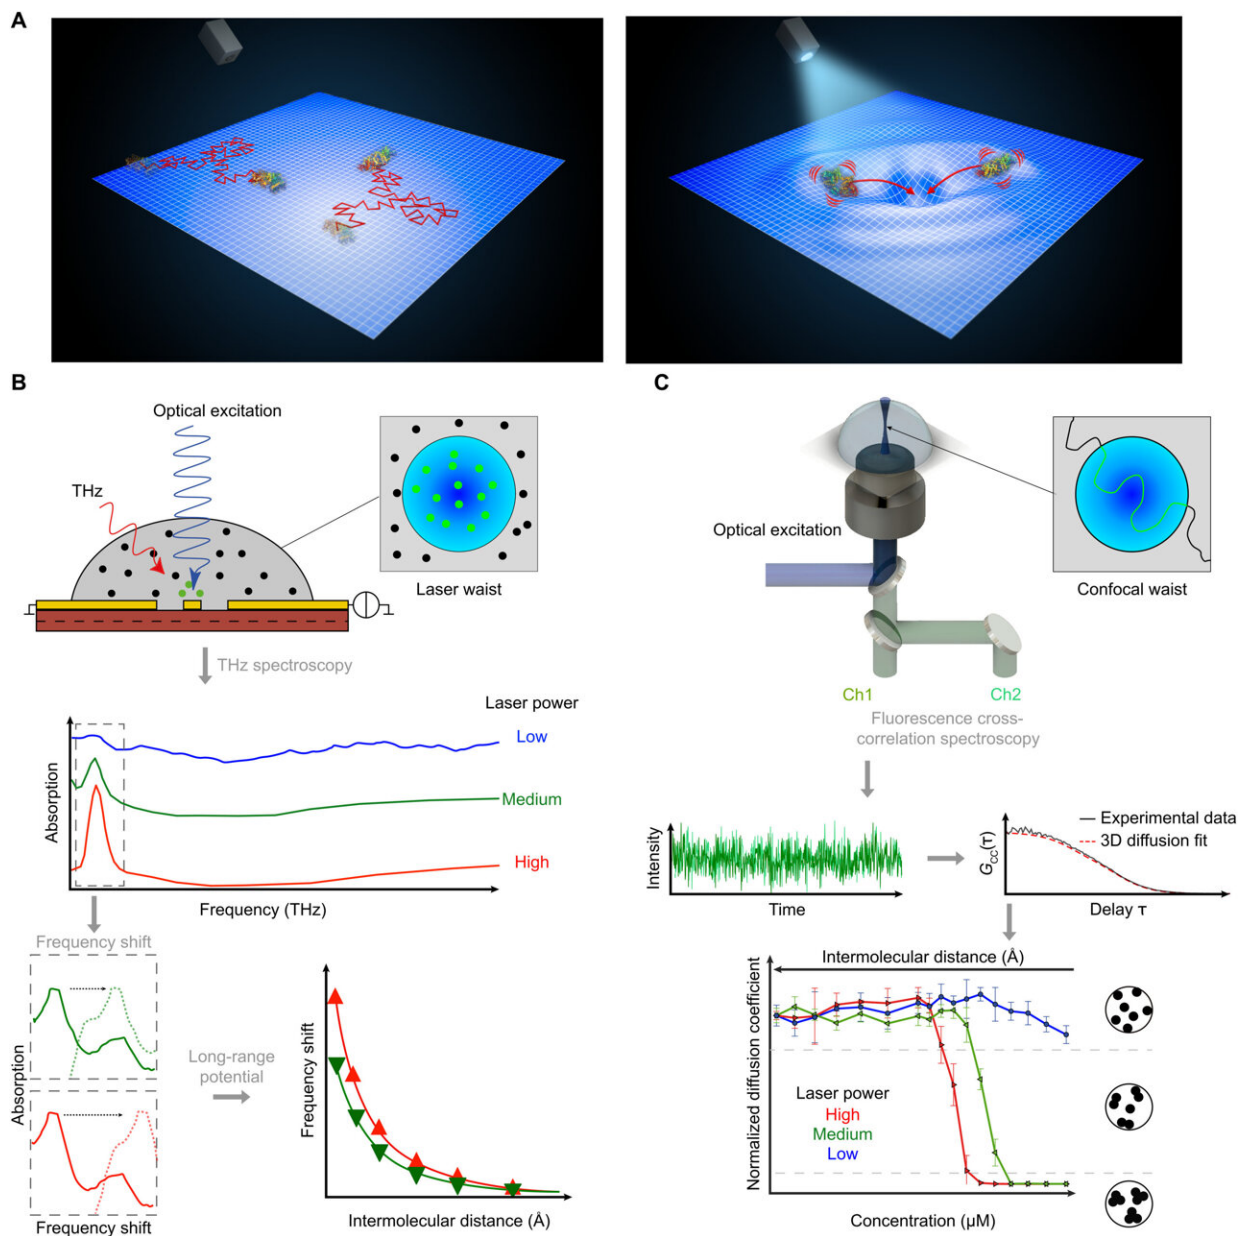 A
B
Optical excitation
THz
Laser waist
THz spectroscopy
Laser power
Low
Medium
High
Absorption
Frequency (THz)
Frequency shift
Absorption
Frequency shift
Long-range
potential
Frequency shift
Intermolecular distance (Å)
C
Optical excitation
Confocal waist
Ch1
Ch2
Fluorescence cross-
correlation spectroscopy
Intensity
Time
Gcc(τ)
Experimental data
3D diffusion fit
Delay τ
Intermolecular distance (Å)
Normalized diffusion coefficient
Laser power
High
Medium
Low
Concentration (µM)